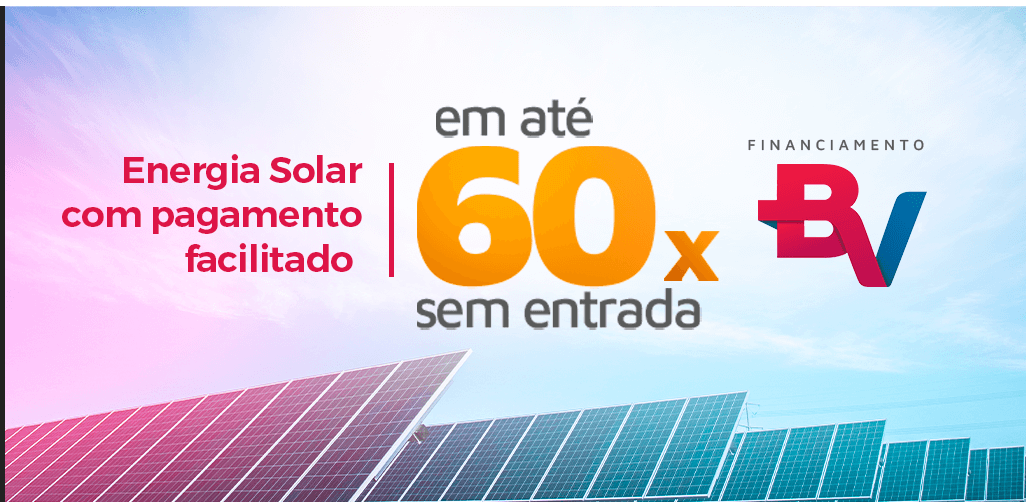 Energia Solar
com pagamento
facilitado
em até
60x
sem entrada
FINANCIAMENTO
BV